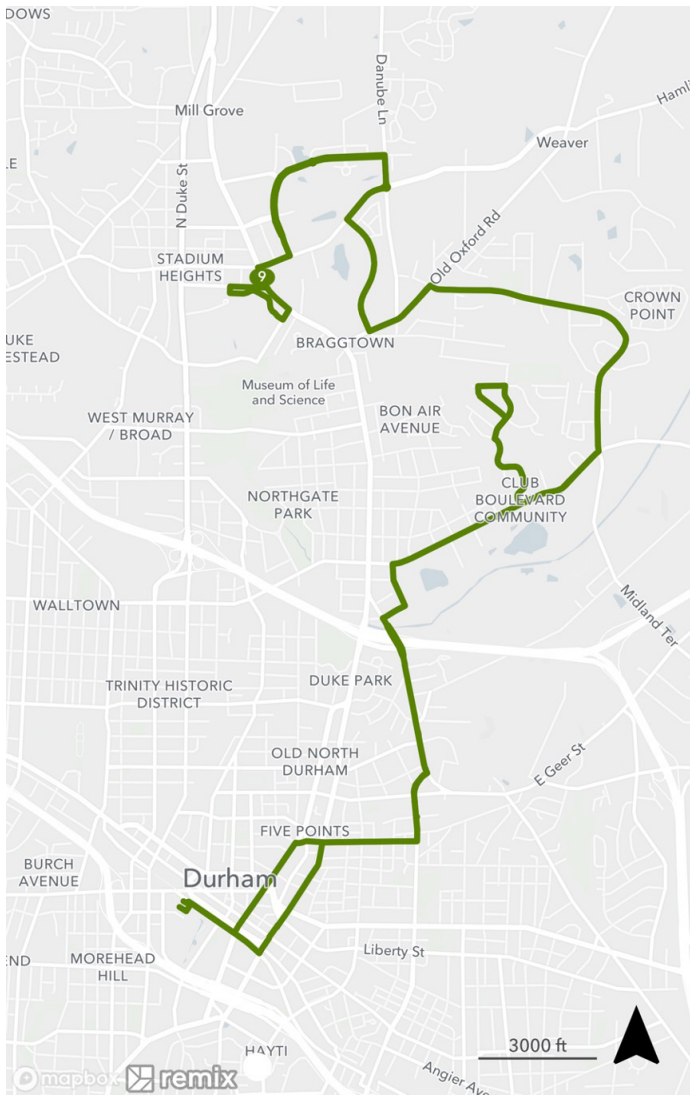 DOWS
Mill Grove
Danube Ln
Hamli
Weaver
LE
N Duke St
Old Oxford Rd
STADIUM
HEIGHTS
9
CROWN
POINT
UKE
ESTEAD
BRAGGTOWN
Museum of Life
and Science
WEST MURRAY
/ BROAD
BON AIR
AVENUE
NORTHGATE
PARK
CLUB
BOULEVARD
COMMUNITY
WALLTOWN
Midland Ter
TRINITY HISTORIC
DISTRICT
DUKE PARK
OLD NORTH
DURHAM
E Geer St
FIVE POINTS
BURCH
AVENUE
Durham
END
MOREHEAD
HILL
Liberty St
HAYTI
3000 ft
Angier Ave
mapbox
remix